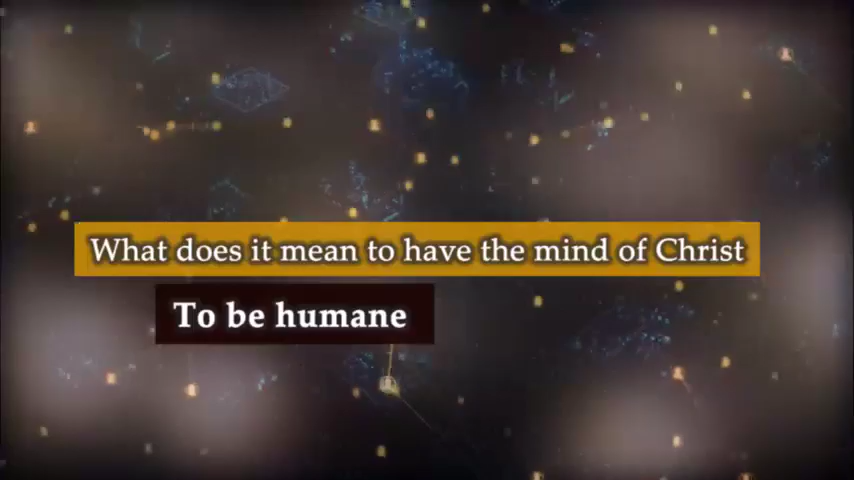 What does it mean to have the mind of Christ
To be humane